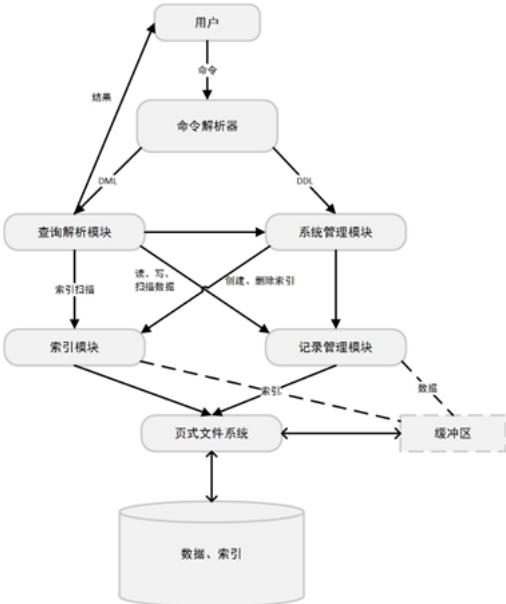 用户
命令
结果
命令解析器
DML
DDL
查询解析模块
系统管理模块
读、写、
扫描数据
创建、删除索引
索引扫描
索引模块
记录管理模块
索引
数据
页式文件系统
缓冲区
数据、索引